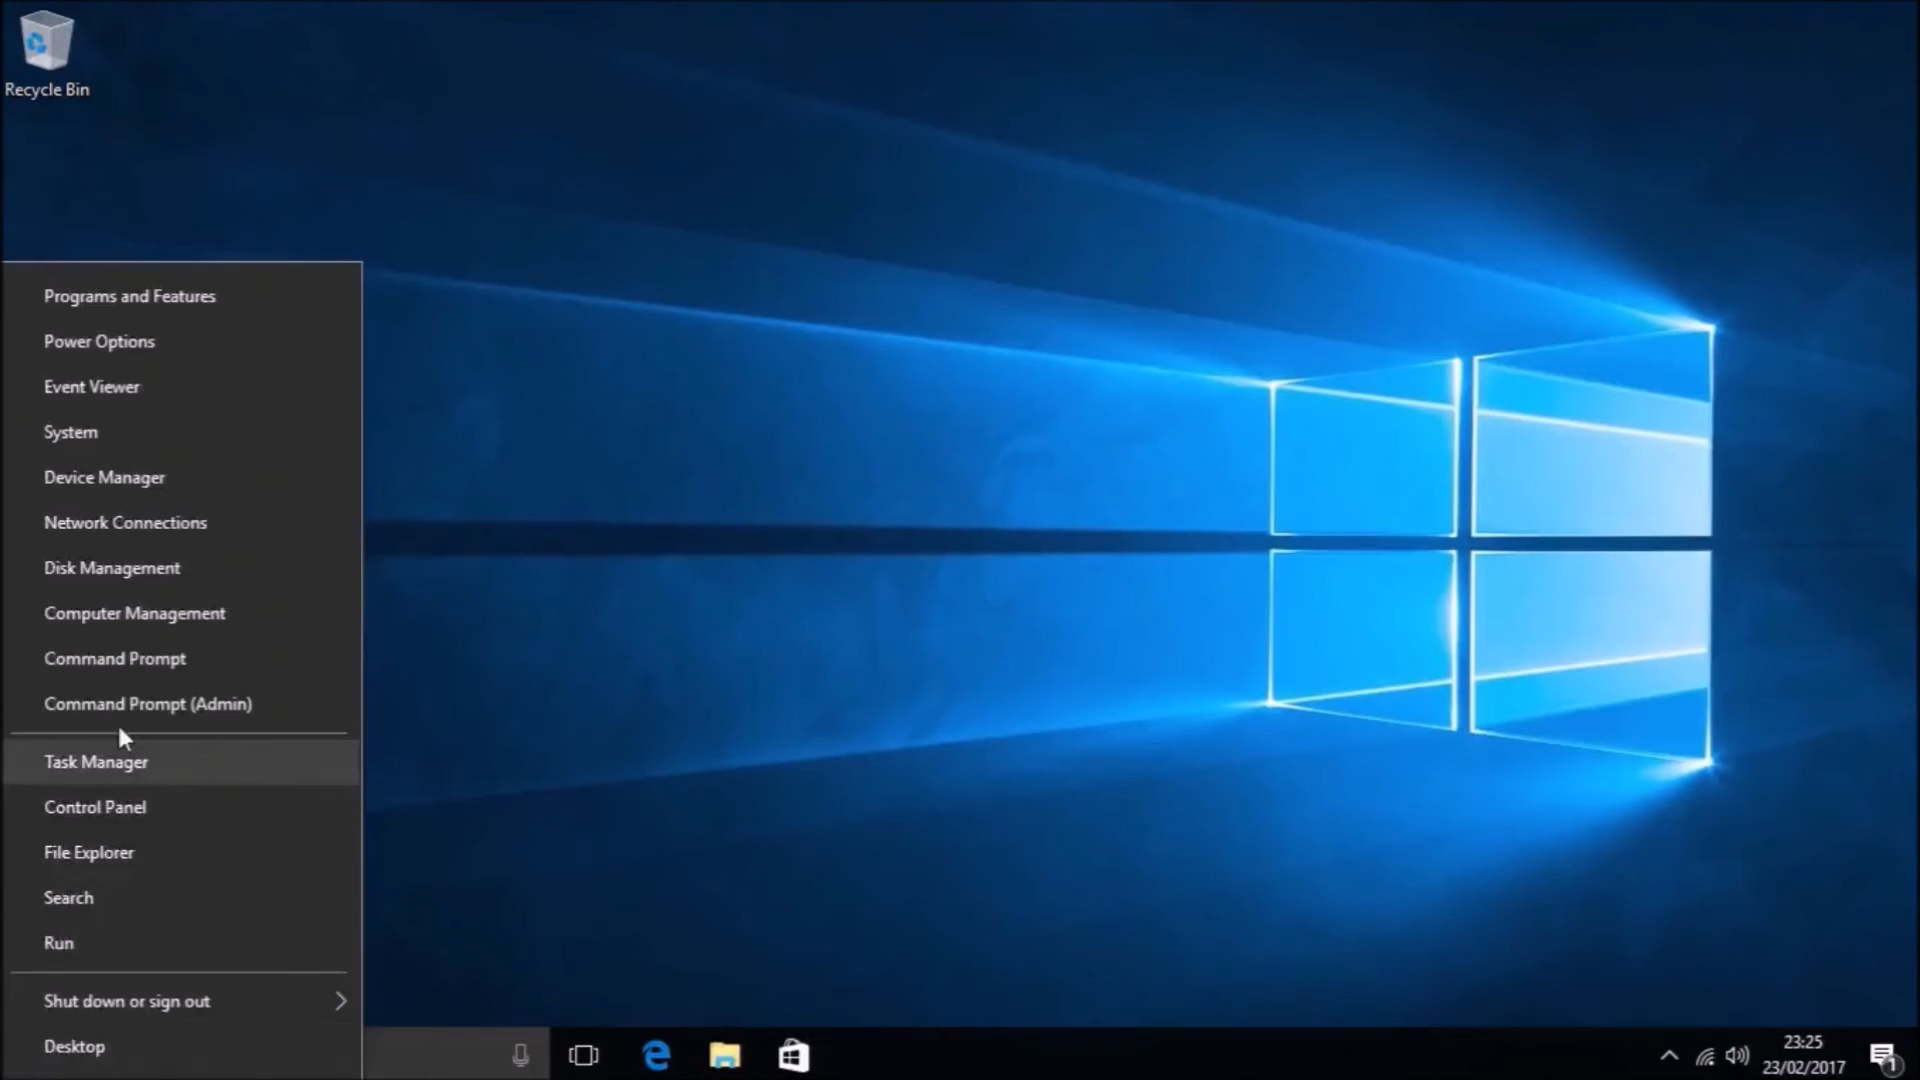 Recycle Bin
Programs and Features
Power Options
Event Viewer
System
Device Manager
Network Connections
Disk Management
Computer Management
Command Prompt
Command Prompt (Admin)
Task Manager
Control Panel
File Explorer
Search
Run
Shut down or sign out
Desktop
23:25
23/02/2017
1